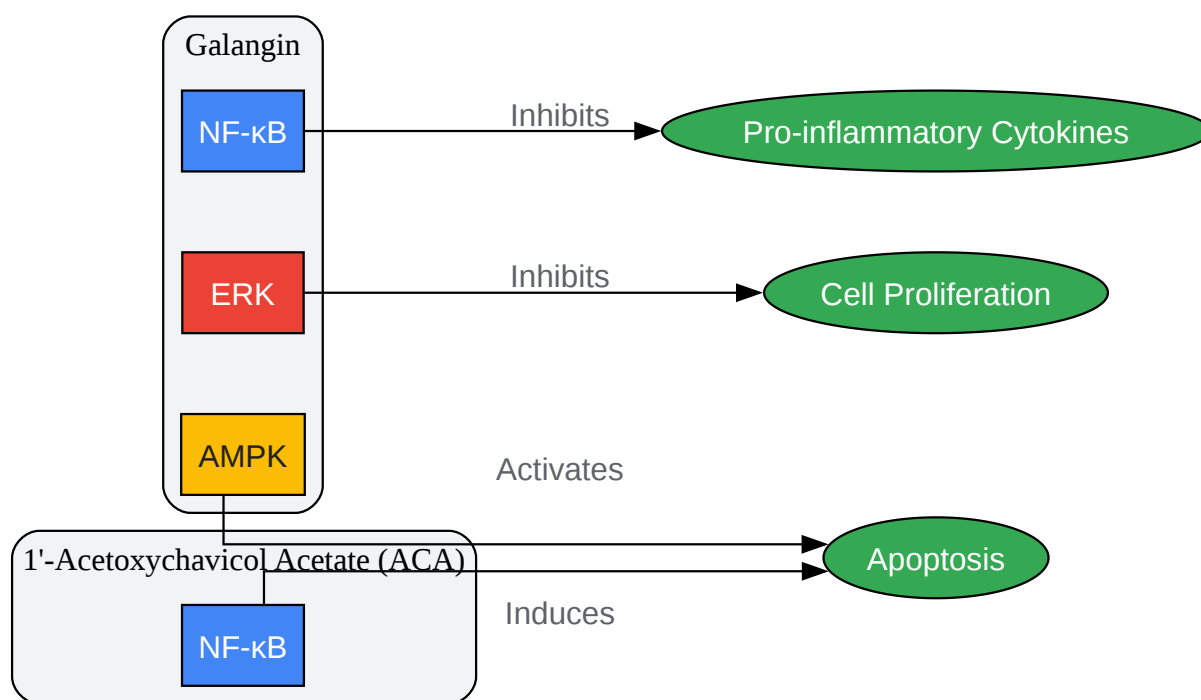 Galangin
NF-κB
Inhibits
Pro-inflammatory Cytokines
ERK
Inhibits
Cell Proliferation
AMPK
Activates
1'-Acetoxychavicol Acetate (ACA)
Apoptosis
Induces
NF-κB